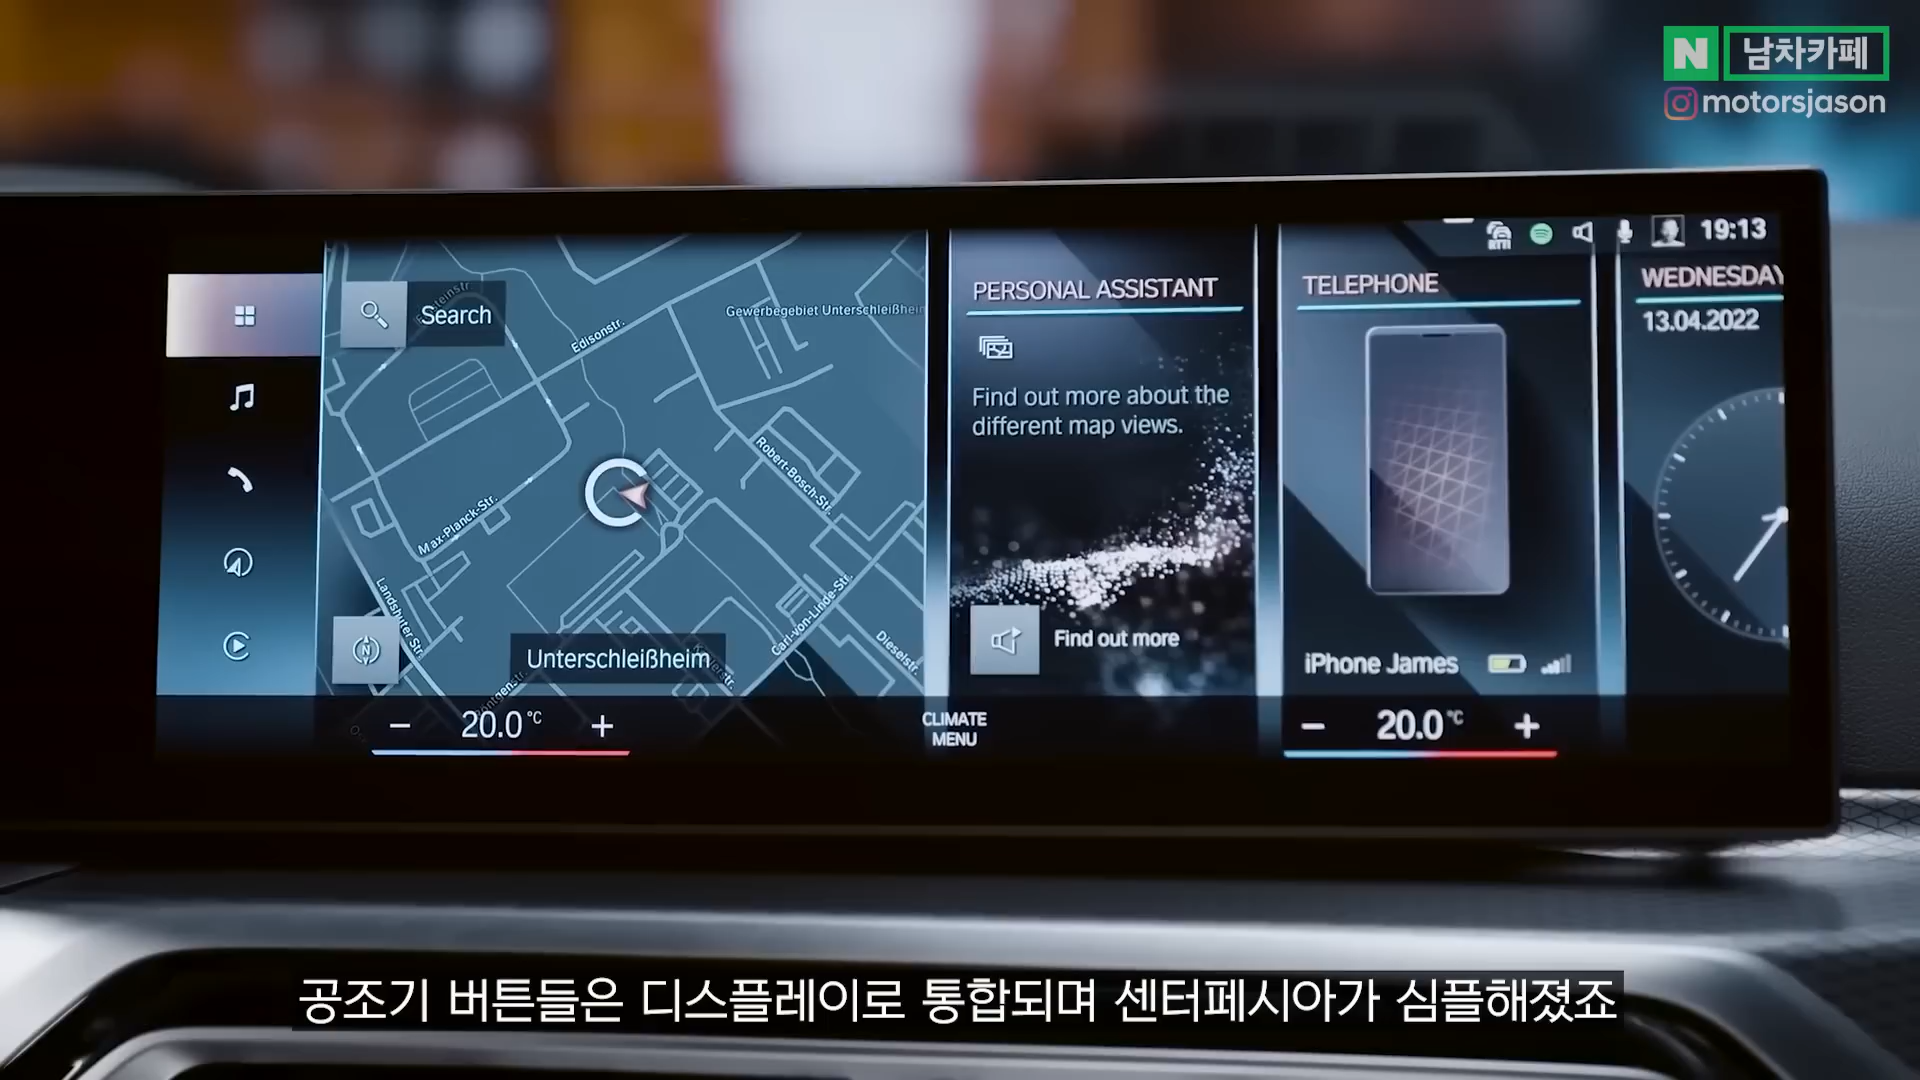 N 남차카페
motorsjason
RTTI
19:13
Search
Edisonstr.
Gewerbegebiet Unterschleißheim
Max-Planck-Str.
Robert-Bosch-Str.
Landshuter Str.
Carl-von-Linde-Str.
Dieselstr.
N
Unterschleißheim
PERSONAL ASSISTANT
Find out more about the
different map views.
Find out more
TELEPHONE
iPhone James
WEDNESDAY
13.04.2022
− 20.0°C +
CLIMATE
MENU
− 20.0°C +
공조기 버튼들은 디스플레이로 통합되며 센터페시아가 심플해졌죠